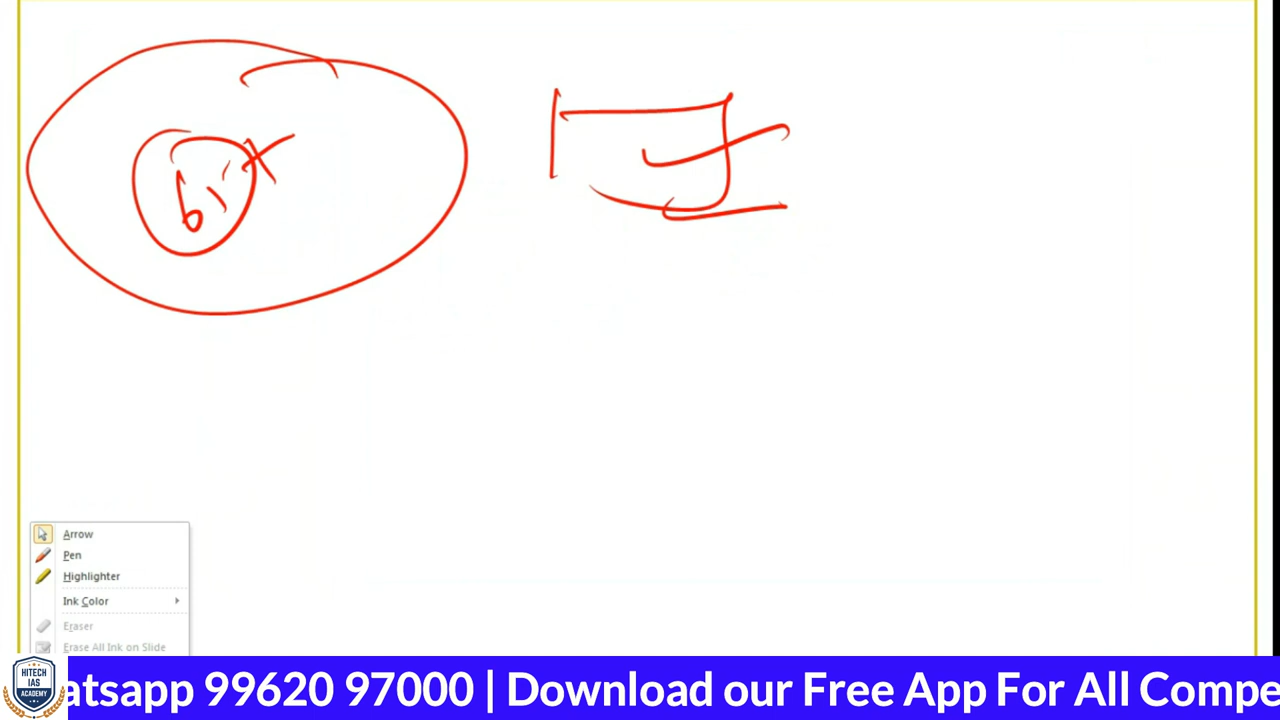 Arrow
Pen
Highlighter
Ink Color
Eraser
Erase All Ink on Slide
HITECH
IAS
ACADEMY
atsapp 99620 97000 | Download our Free App For All Compe